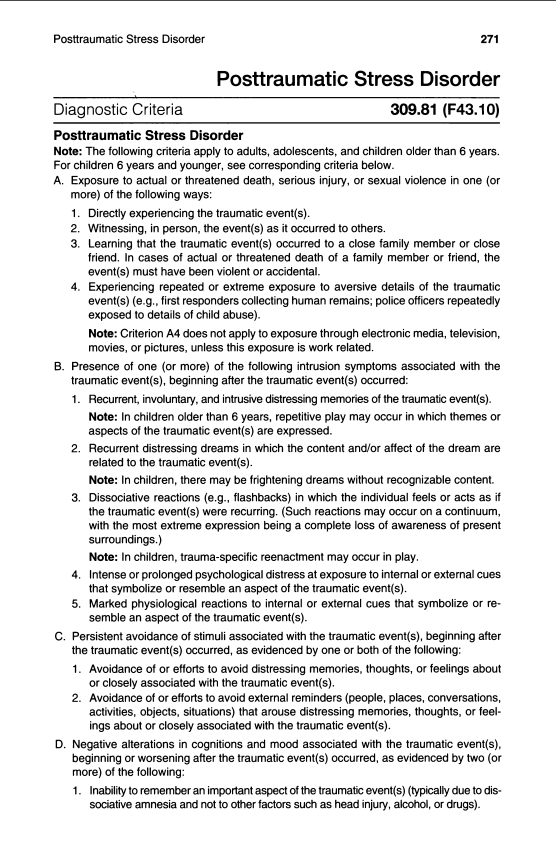 Posttraumatic Stress Disorder 271
Posttraumatic Stress Disorder
Diagnostic Criteria 309.81 (F43.10)
Posttraumatic Stress Disorder
Note: The following criteria apply to adults, adolescents, and children older than 6 years.
For children 6 years and younger, see corresponding criteria below.
A. Exposure to actual or threatened death, serious injury, or sexual violence in one (or
more) of the following ways:
1. Directly experiencing the traumatic event(s).
2. Witnessing, in person, the event(s) as it occurred to others.
3. Learning that the traumatic event(s) occurred to a close family member or close
friend. In cases of actual or threatened death of a family member or friend, the
event(s) must have been violent or accidental.
4. Experiencing repeated or extreme exposure to aversive details of the traumatic
event(s) (e.g., first responders collecting human remains; police officers repeatedly
exposed to details of child abuse).
Note: Criterion A4 does not apply to exposure through electronic media, television,
movies, or pictures, unless this exposure is work related.
B. Presence of one (or more) of the following intrusion symptoms associated with the
traumatic event(s), beginning after the traumatic event(s) occurred:
1. Recurrent, involuntary, and intrusive distressing memories of the traumatic event(s).
Note: In children older than 6 years, repetitive play may occur in which themes or
aspects of the traumatic event(s) are expressed.
2. Recurrent distressing dreams in which the content and/or affect of the dream are
related to the traumatic event(s).
Note: In children, there may be frightening dreams without recognizable content.
3. Dissociative reactions (e.g., flashbacks) in which the individual feels or acts as if
the traumatic event(s) were recurring. (Such reactions may occur on a continuum,
with the most extreme expression being a complete loss of awareness of present
surroundings.)
Note: In children, trauma-specific reenactment may occur in play.
4. Intense or prolonged psychological distress at exposure to internal or external cues
that symbolize or resemble an aspect of the traumatic event(s).
5. Marked physiological reactions to internal or external cues that symbolize or re-
semble an aspect of the traumatic event(s).
C. Persistent avoidance of stimuli associated with the traumatic event(s), beginning after
the traumatic event(s) occurred, as evidenced by one or both of the following:
1. Avoidance of or efforts to avoid distressing memories, thoughts, or feelings about
or closely associated with the traumatic event(s).
2. Avoidance of or efforts to avoid external reminders (people, places, conversations,
activities, objects, situations) that arouse distressing memories, thoughts, or feel-
ings about or closely associated with the traumatic event(s).
D. Negative alterations in cognitions and mood associated with the traumatic event(s),
beginning or worsening after the traumatic event(s) occurred, as evidenced by two (or
more) of the following:
1. Inability to remember an important aspect of the traumatic event(s) (typically due to dis-
sociative amnesia and not to other factors such as head injury, alcohol, or drugs).